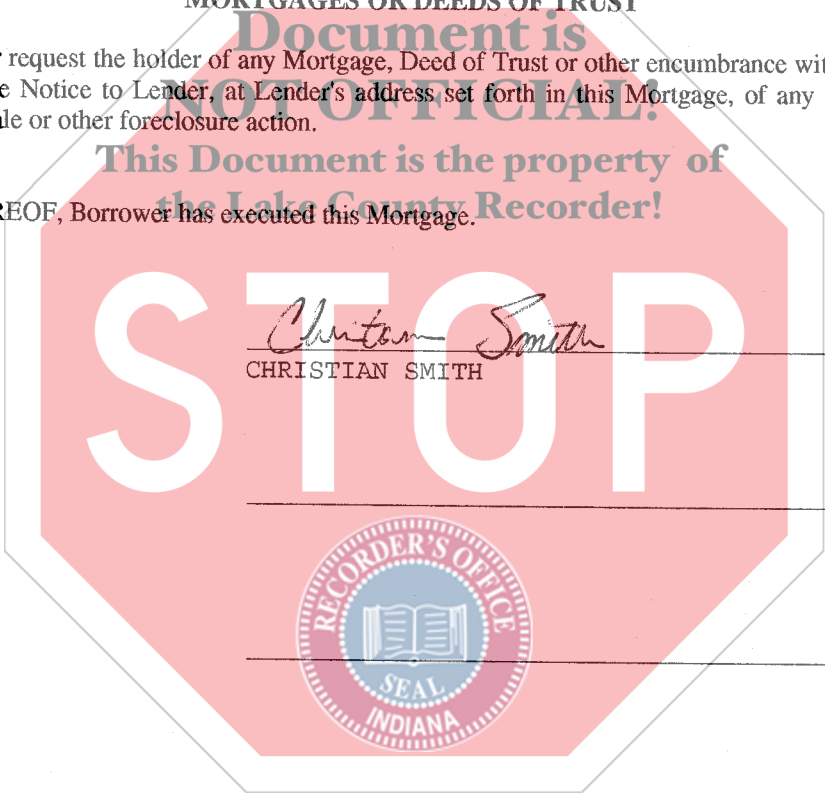 MORTGAGES OR DEEDS OF TRUST
Document is
request the holder of any Mortgage, Deed of Trust or other encumbrance wit
e Notice to Lender, at Lender's address set forth in this Mortgage, of any
NOT OFFICIAL!
le or other foreclosure action.
This Document is the property of
the Lake County Recorder!
REOF, Borrower has executed this Mortgage.
STOP
Christian Smith
CHRISTIAN SMITH
RECORDER'S OFFICE
SEAL
INDIANA